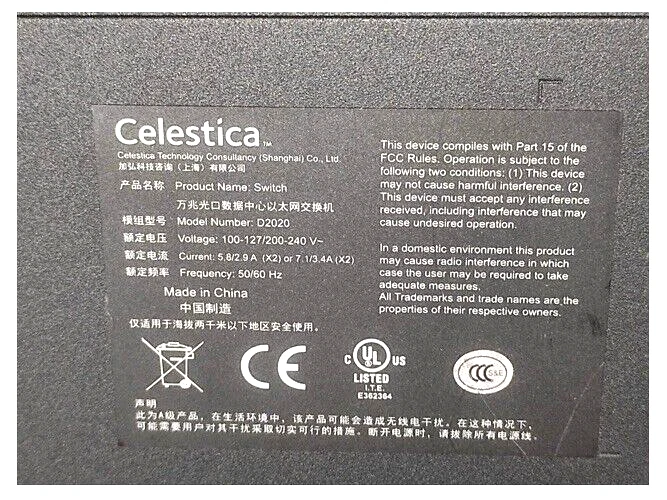 Celestica™
Celestica Technology Consultancy (Shanghai) Co., Ltd.
加弘科技咨询（上海）有限公司
产品名称 Product Name: Switch
万兆光口数据中心以太网交换机
模组型号 Model Number: D2020
额定电压 Voltage: 100-127/200-240 V~
额定电流 Current: 5.8/2.9 A (X2) or 7.1/3.4A (X2)
额定频率 Frequency: 50/60 Hz
Made in China
中国制造
仅适用于海拔两千米以下地区安全使用。
This device complies with Part 15 of the
FCC Rules. Operation is subject to the
following two conditions: (1) This device
may not cause harmful interference. (2)
This device must accept any interference
received, including interference that may
cause undesired operation.
In a domestic environment this product
may cause radio interference in which
case the user may be required to take
adequate measures.
All Trademarks and trade names are the
properties of their respective owners.
CE
C UL US
LISTED
I.T.E.
E362364
CCC S&E
声明
此为A级产品，在生活环境中，该产品可能会造成无线电干扰。在这种情况下，
可能需要用户对其干扰采取切实可行的措施。断开电源时，请拔除所有电源线。